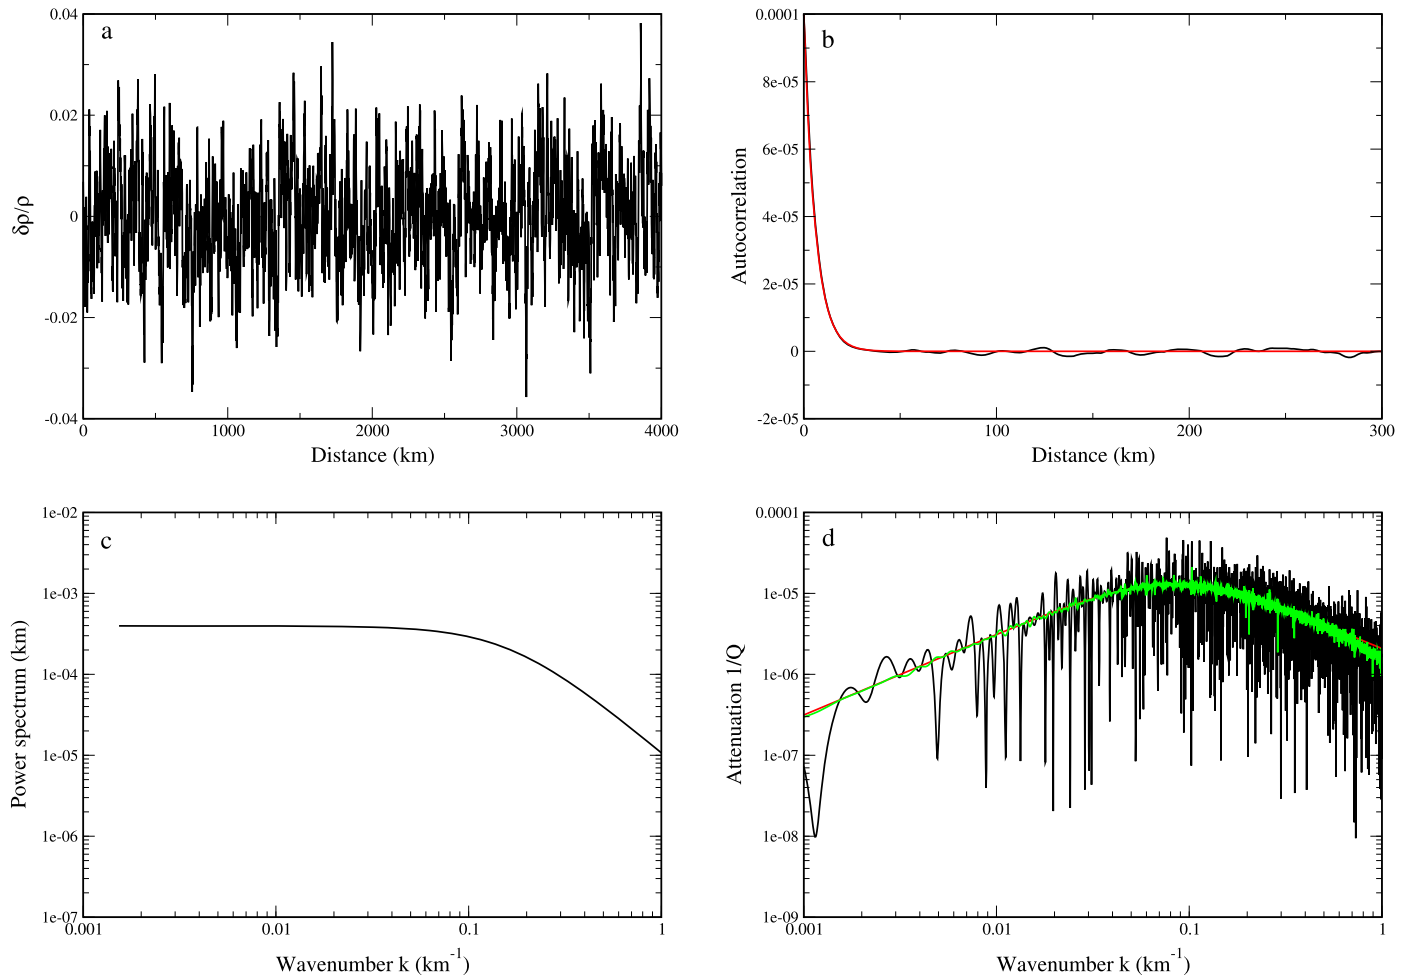 a
0.04
0.02
0
-0.02
-0.04
δρ/ρ
0 1000 2000 3000 4000
Distance (km)
b
0.0001
8e-05
6e-05
4e-05
2e-05
0
-2e-05
Autocorrelation
0 100 200 300
Distance (km)
c
1e-02
1e-03
1e-04
1e-05
1e-06
1e-07
Power spectrum (km)
0.001 0.01 0.1 1
Wavenumber k (km⁻¹)
d
0.0001
1e-05
1e-06
1e-07
1e-08
1e-09
Attenuation 1/Q
0.001 0.01 0.1 1
Wavenumber k (km⁻¹)